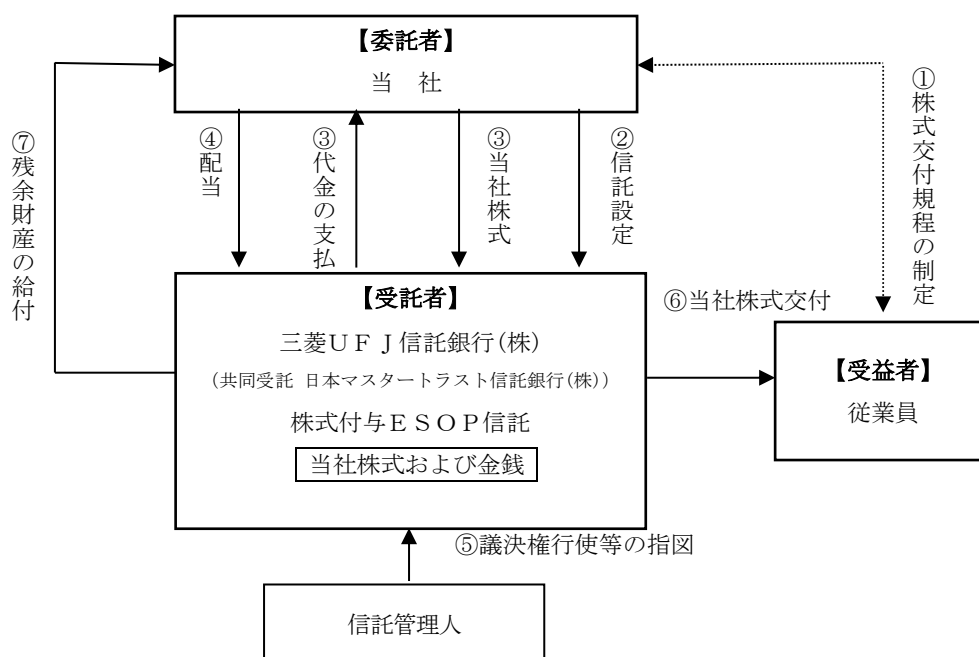 【委託者】
当　社
①株式交付規程の制定
②信託設定
③当社株式
③代金の支払
④配当
⑦残余財産の給付
【受託者】
三菱ＵＦＪ信託銀行(株)
(共同受託 日本マスタートラスト信託銀行(株))
株式付与ＥＳＯＰ信託
当社株式および金銭
⑥当社株式交付
【受益者】
従業員
⑤議決権行使等の指図
信託管理人